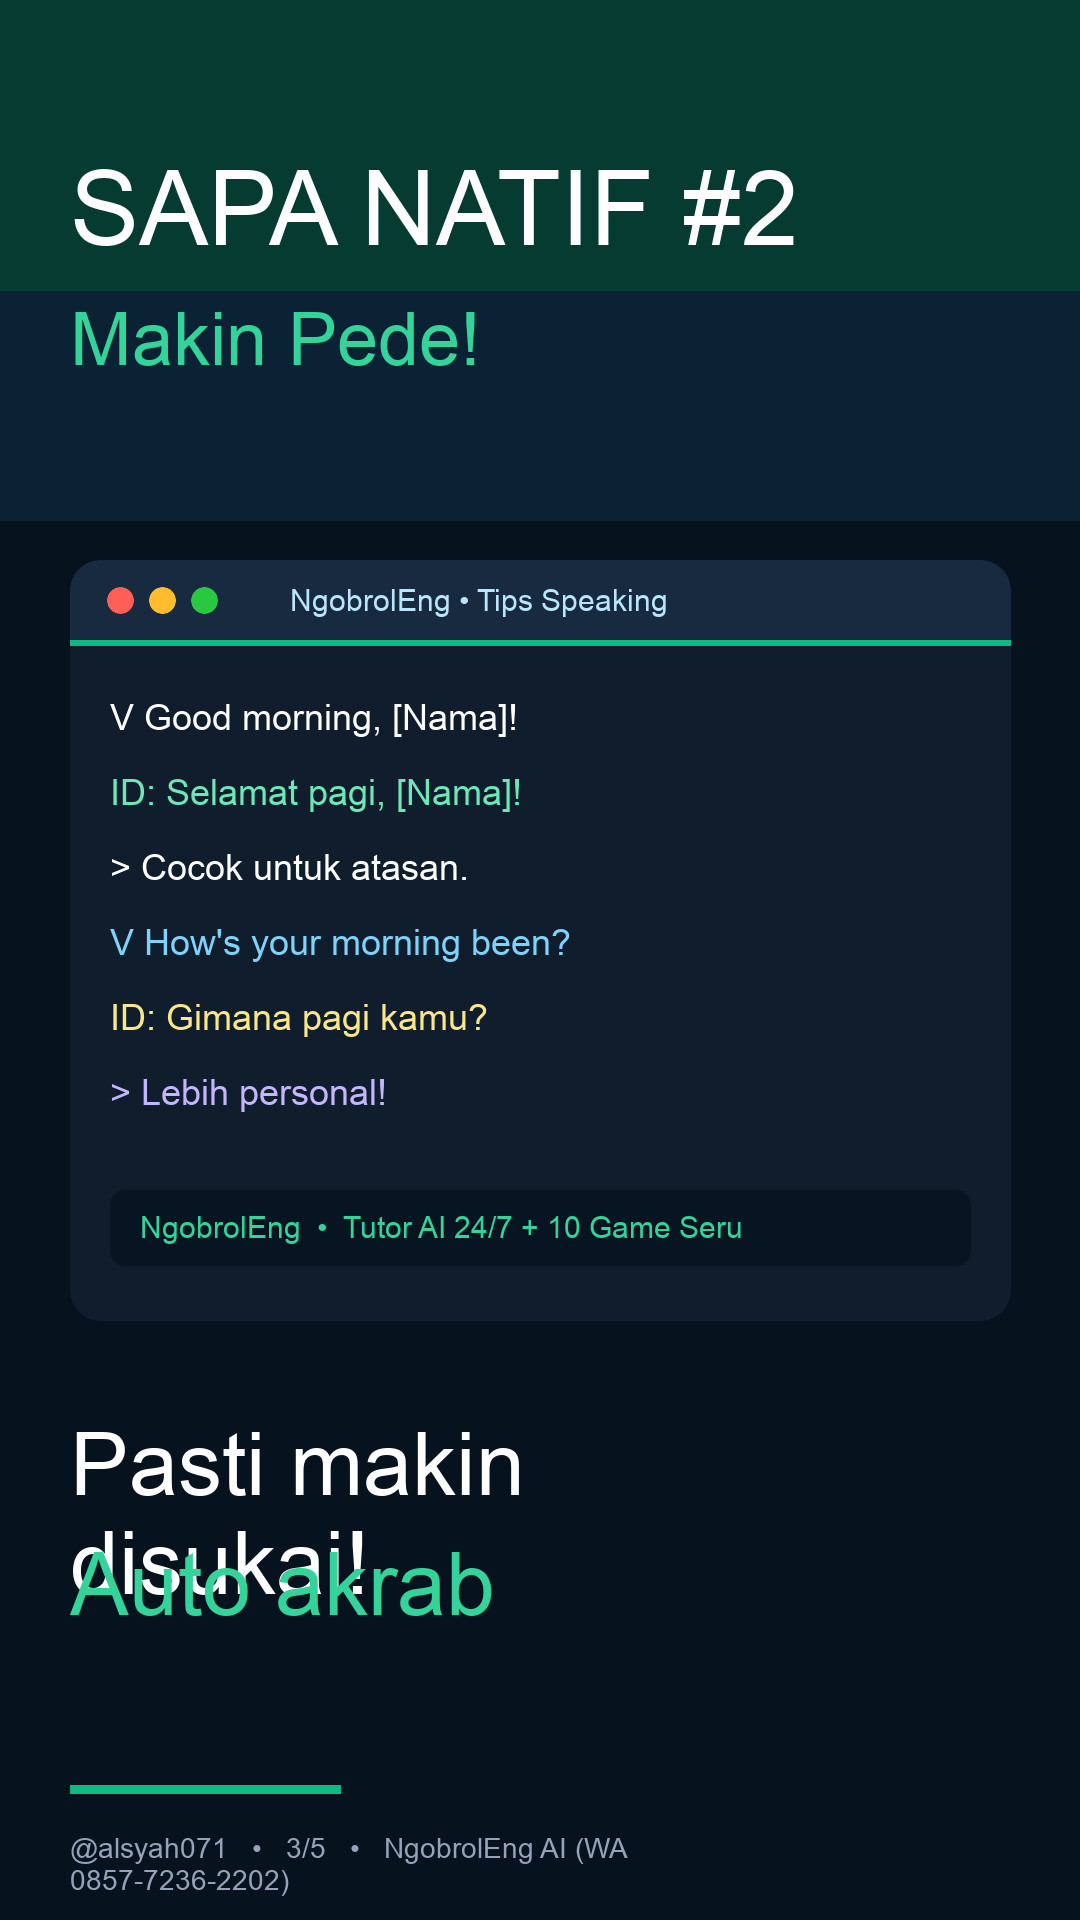 SAPA NATIF #2
Makin Pede!
NgobrolEng • Tips Speaking
V Good morning, [Nama]!
ID: Selamat pagi, [Nama]!
> Cocok untuk atasan.
V How's your morning been?
ID: Gimana pagi kamu?
> Lebih personal!
NgobrolEng • Tutor AI 24/7 + 10 Game Seru
Pasti makin
disukai!
Auto akrab
@alsyah071 • 3/5 • NgobrolEng AI (WA
0857-7236-2202)